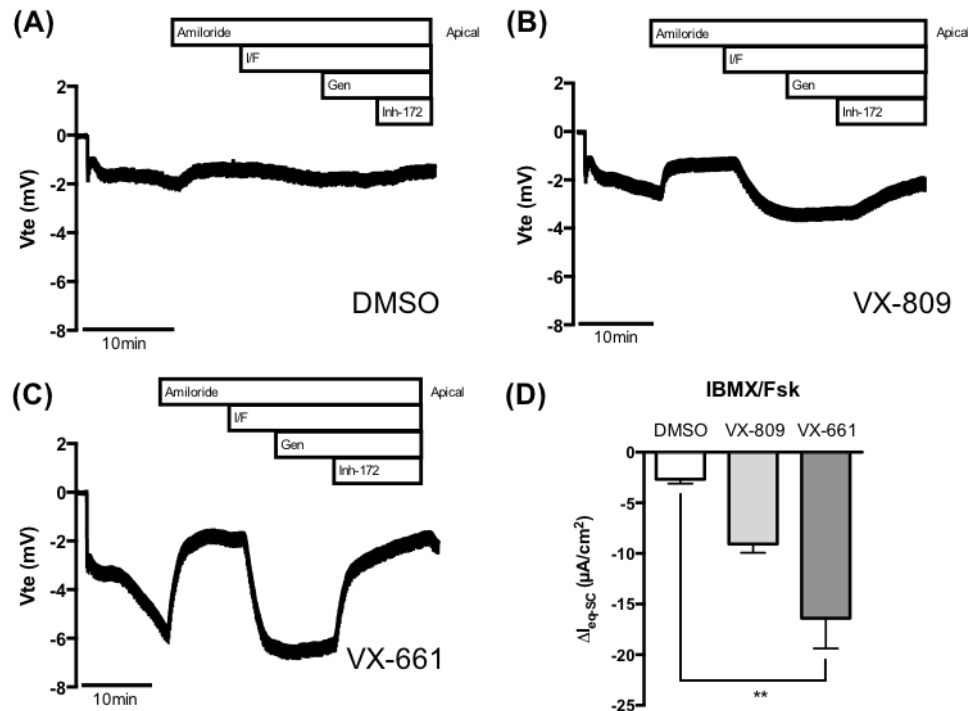 (A)
Amiloride
Apical
I/F
Gen
Inh-172
2
0
-2
-4
-6
-8
Vte (mV)
DMSO
10min
(B)
Amiloride
Apical
I/F
Gen
Inh-172
2
0
-2
-4
-6
-8
Vte (mV)
VX-809
10min
(C)
Amiloride
Apical
I/F
Gen
Inh-172
2
0
-2
-4
-6
-8
Vte (mV)
VX-661
10min
(D)
IBMX/Fsk
DMSO VX-809 VX-661
0
-5
-10
-15
-20
-25
ΔIeq-SC (µA/cm²)
**